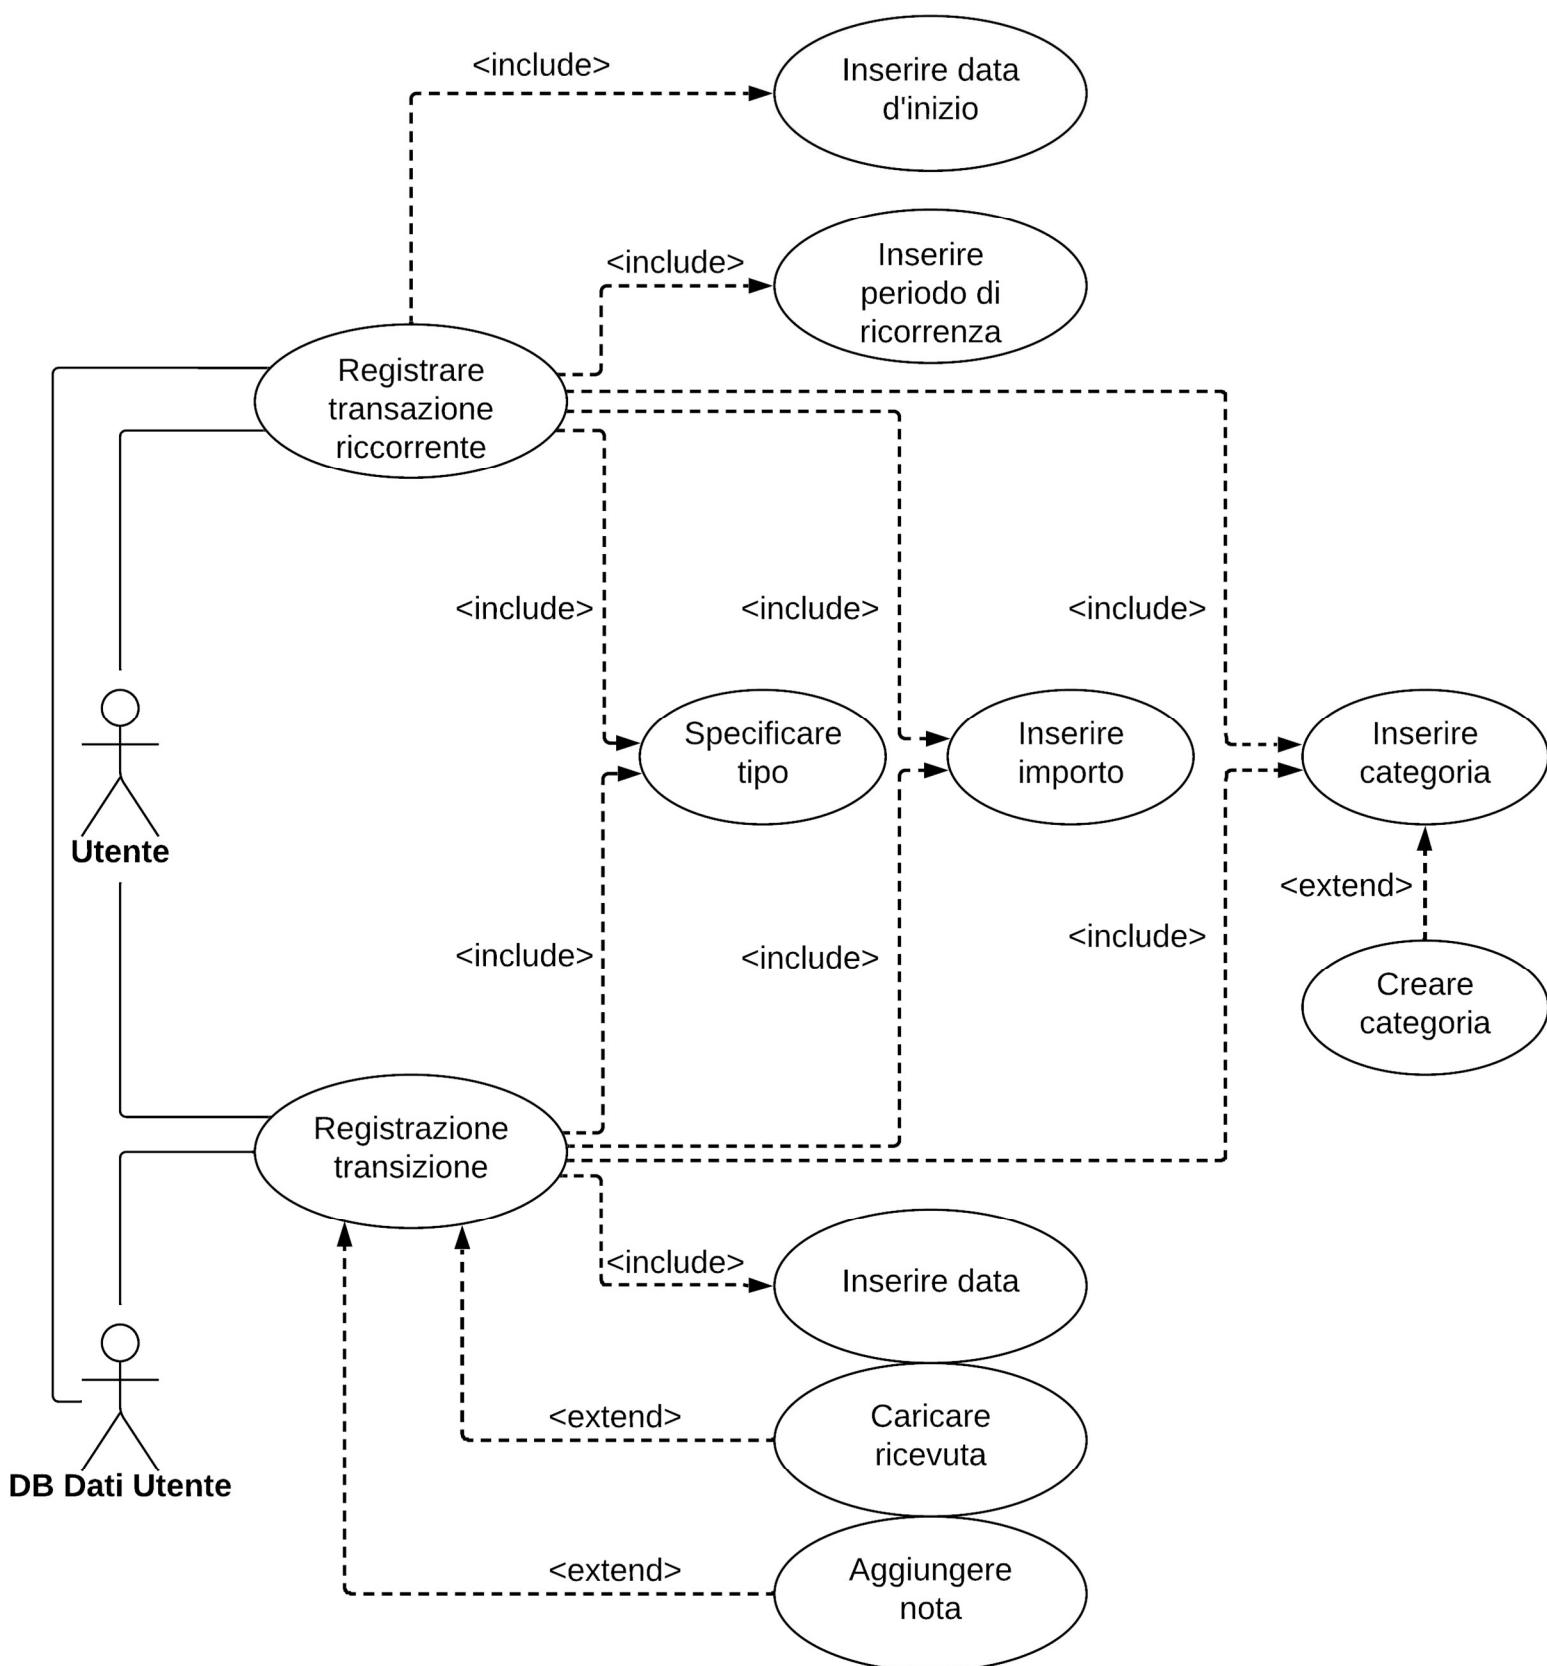 <include>
Inserire data
d'inizio
<include>
Inserire
periodo di
ricorrenza
Registrare
transazione
riccorrente
<include>
<include>
<include>
Specificare
tipo
Inserire
importo
Inserire
categoria
Utente
<extend>
<include>
<include>
<include>
Creare
categoria
Registrazione
transizione
<include>
Inserire data
<extend>
Caricare
ricevuta
DB Dati Utente
<extend>
Aggiungere
nota